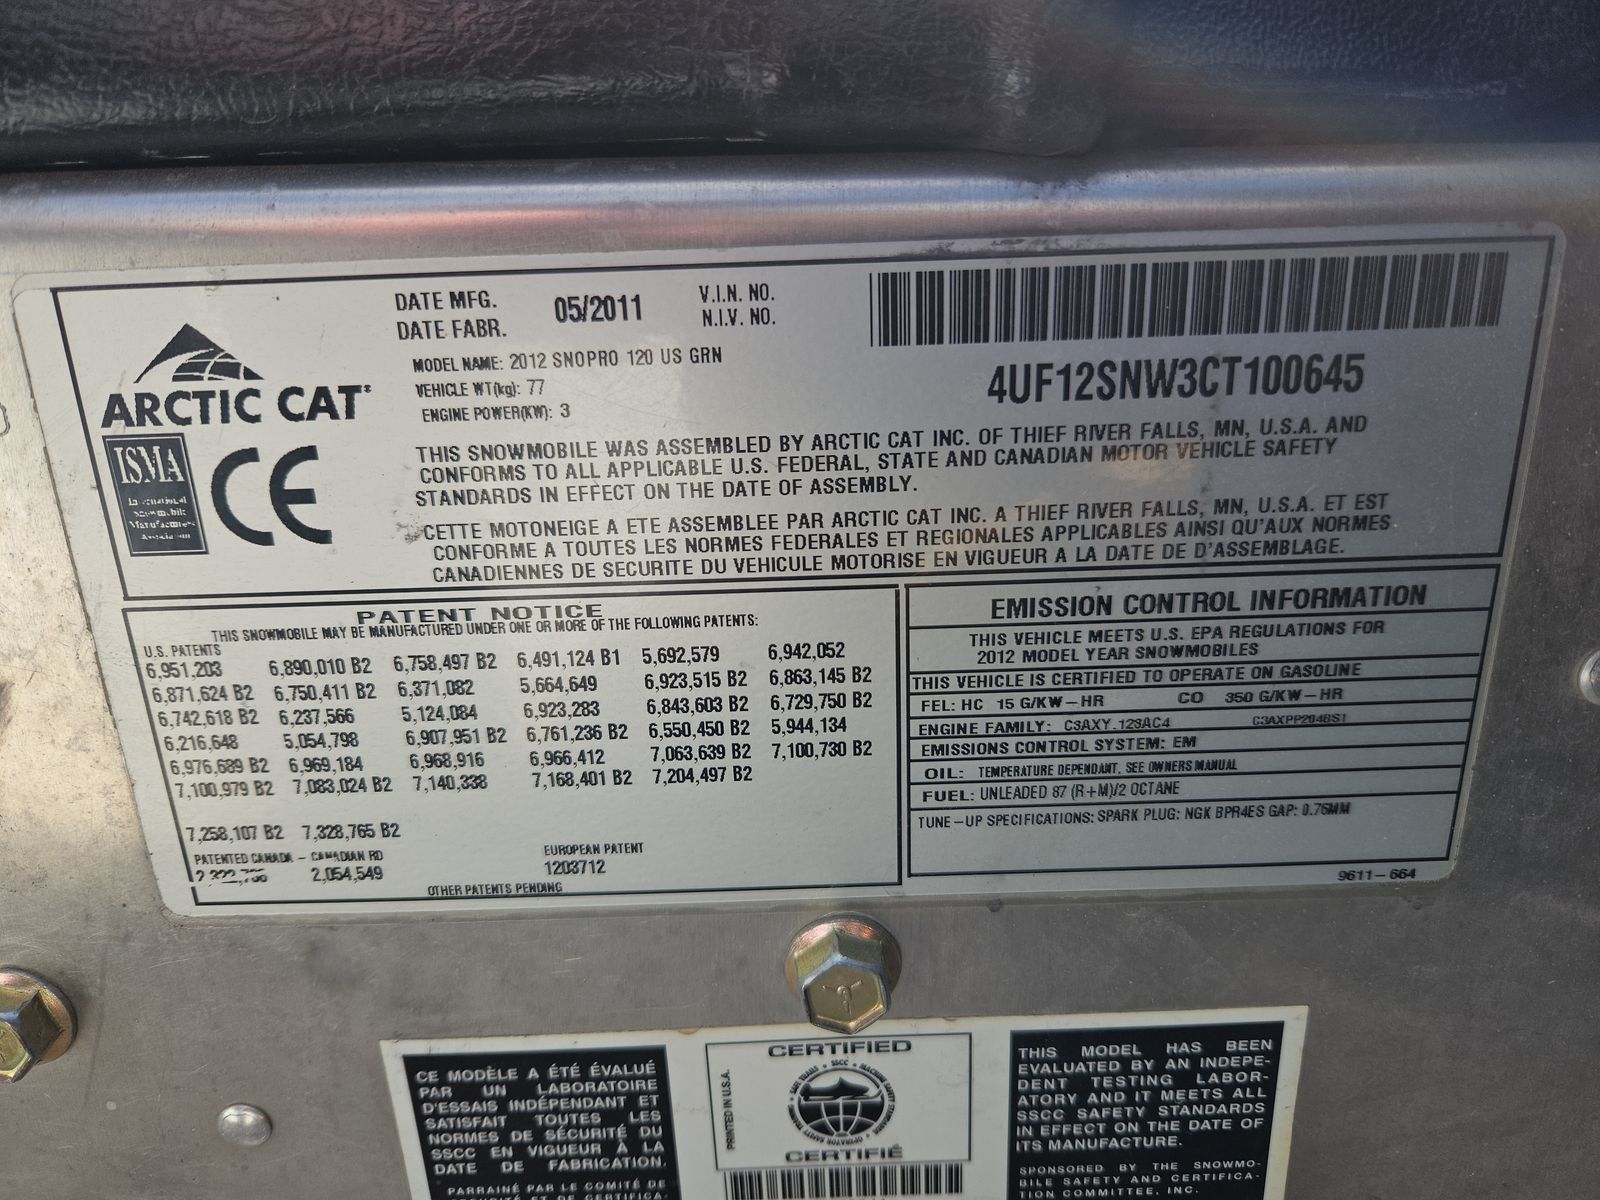 DATE MFG.
DATE FABR.
05/2011
V.I.N. NO.
N.I.V. NO.
4UF12SNW3CT100645
MODEL NAME: 2012 SNOPRO 120 US GRN
VEHICLE WT(kg): 77
ENGINE POWER(KW): 3
ARCTIC CAT
ISMA
International
Snowmobile
Manufacturers
Association
CE
THIS SNOWMOBILE WAS ASSEMBLED BY ARCTIC CAT INC. OF THIEF RIVER FALLS, MN, U.S.A. AND
CONFORMS TO ALL APPLICABLE U.S. FEDERAL, STATE AND CANADIAN MOTOR VEHICLE SAFETY
STANDARDS IN EFFECT ON THE DATE OF ASSEMBLY.
CETTE MOTONEIGE A ETE ASSEMBLEE PAR ARCTIC CAT INC. A THIEF RIVER FALLS, MN, U.S.A. ET EST
CONFORME A TOUTES LES NORMES FEDERALES ET REGIONALES APPLICABLES AINSI QU'AUX NORMES
CANADIENNES DE SECURITE DU VEHICULE MOTORISE EN VIGUEUR A LA DATE DE D'ASSEMBLAGE.
PATENT NOTICE
THIS SNOWMOBILE MAY BE MANUFACTURED UNDER ONE OR MORE OF THE FOLLOWING PATENTS:
U.S. PATENTS
6,951,203 6,890,010 B2 6,758,497 B2 6,491,124 B1 5,692,579 6,942,052
6,871,624 B2 6,750,411 B2 6,371,082 5,664,649 6,923,515 B2 6,863,145 B2
6,742,618 B2 6,237,566 5,124,084 6,923,283 6,843,603 B2 6,729,750 B2
6,216,648 5,054,798 6,907,951 B2 6,761,236 B2 6,550,450 B2 5,944,134
6,976,689 B2 6,969,184 6,968,916 6,966,412 7,063,639 B2 7,100,730 B2
7,100,979 B2 7,083,024 B2 7,140,338 7,168,401 B2 7,204,497 B2
7,258,107 B2 7,328,765 B2
PATENTED CANADA – CANADIAN RD
2,054,549
EUROPEAN PATENT
1203712
OTHER PATENTS PENDING
EMISSION CONTROL INFORMATION
THIS VEHICLE MEETS U.S. EPA REGULATIONS FOR
2012 MODEL YEAR SNOWMOBILES
THIS VEHICLE IS CERTIFIED TO OPERATE ON GASOLINE
FEL: HC 15 G/KW–HR CO 350 G/KW–HR
ENGINE FAMILY: C3AXY.123AC4
EMISSIONS CONTROL SYSTEM: EM
OIL: TEMPERATURE DEPENDANT, SEE OWNERS MANUAL
FUEL: UNLEADED 87 (R+M)/2 OCTANE
TUNE–UP SPECIFICATIONS: SPARK PLUG: NGK BPR4ES GAP: 0.76MM
9611–664
CE MODÈLE A ÉTÉ ÉVALUÉ
PAR UN LABORATOIRE
D'ESSAIS INDÉPENDANT ET
SATISFAIT TOUTES LES
NORMES DE SÉCURITÉ DU
SSCC EN VIGUEUR À LA
DATE DE FABRICATION.
PARRAINÉ PAR LE COMITÉ DE
SÉCURITÉ ET DE CERTIFICA-
PRINTED IN U.S.A.
CERTIFIED
SSCC
CERTIFIÉ
THIS MODEL HAS BEEN
EVALUATED BY AN INDEPE-
DENT TESTING LABOR-
ATORY AND IT MEETS ALL
SSCC SAFETY STANDARDS
IN EFFECT ON THE DATE OF
ITS MANUFACTURE.
SPONSORED BY THE SNOWMO-
BILE SAFETY AND CERTIFICA-
TION COMMITTEE, INC.